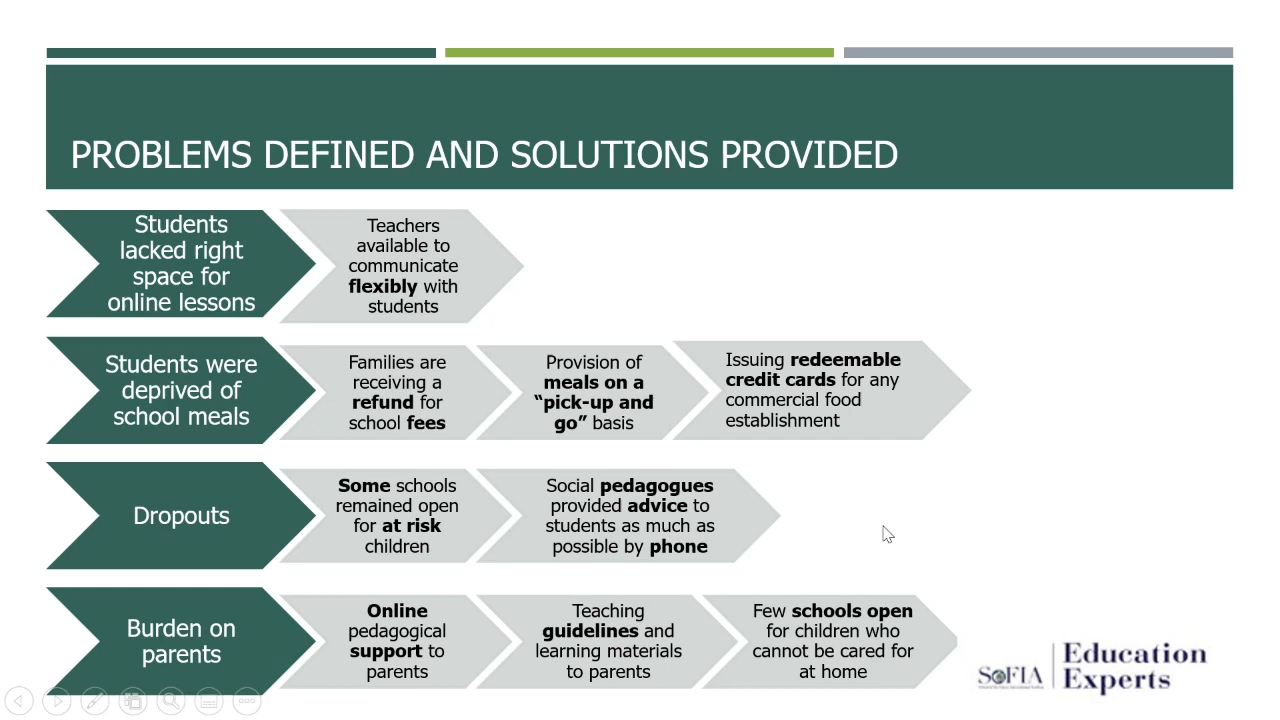 PROBLEMS DEFINED AND SOLUTIONS PROVIDED
Students
lacked right
space for
online lessons
Teachers
available to
communicate
flexibly with
students
Students were
deprived of
school meals
Families are
receiving a
refund for
school fees
Provision of
meals on a
“pick-up and
go” basis
Issuing redeemable
credit cards for any
commercial food
establishment
Dropouts
Some schools
remained open
for at risk
children
Social pedagogues
provided advice to
students as much as
possible by phone
Burden on
parents
Online
pedagogical
support to
parents
Teaching
guidelines and
learning materials
to parents
Few schools open
for children who
cannot be cared for
at home
SOFIA
Education
Experts